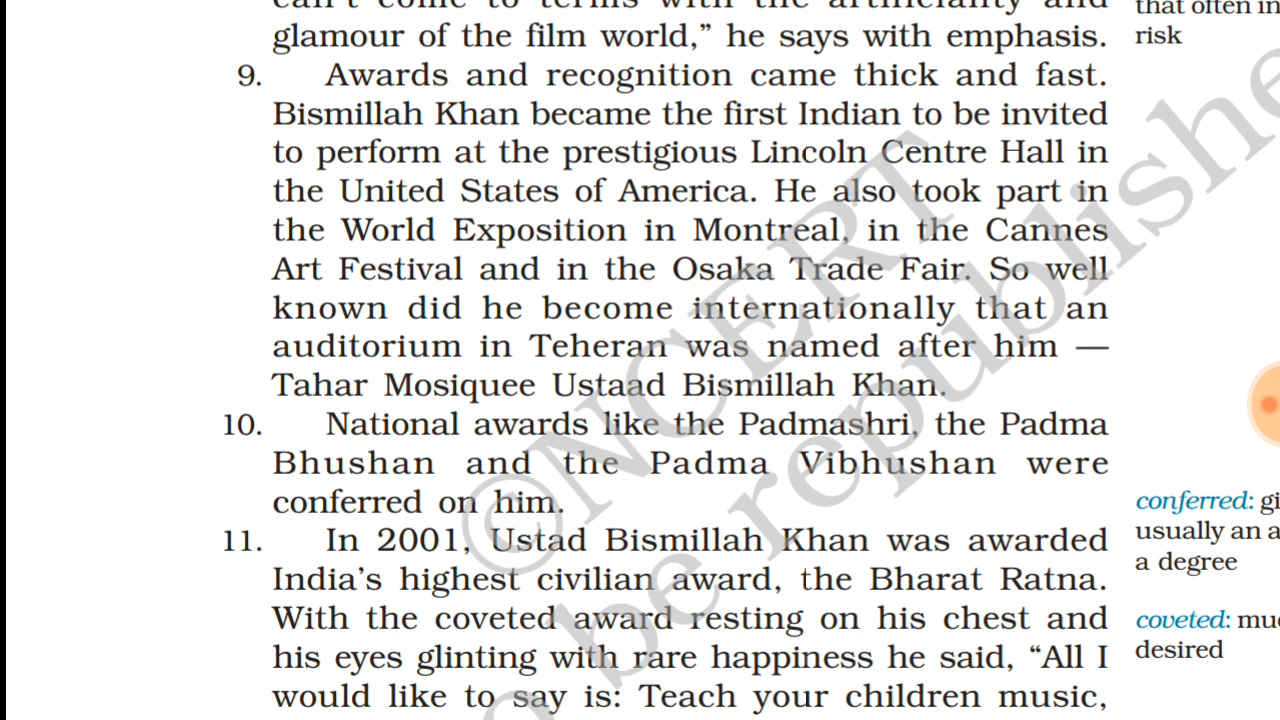 can't come to terms with the artificiality and
glamour of the film world,” he says with emphasis.
9. Awards and recognition came thick and fast.
Bismillah Khan became the first Indian to be invited
to perform at the prestigious Lincoln Centre Hall in
the United States of America. He also took part in
the World Exposition in Montreal, in the Cannes
Art Festival and in the Osaka Trade Fair. So well
known did he become internationally that an
auditorium in Teheran was named after him —
Tahar Mosiquee Ustaad Bismillah Khan.
10. National awards like the Padmashri, the Padma
Bhushan and the Padma Vibhushan were
conferred on him.
11. In 2001, Ustad Bismillah Khan was awarded
India's highest civilian award, the Bharat Ratna.
With the coveted award resting on his chest and
his eyes glinting with rare happiness he said, “All I
would like to say is: Teach your children music,
that often in
risk
conferred: gi
usually an a
a degree
coveted: muc
desired
©NCERT
o be republishe